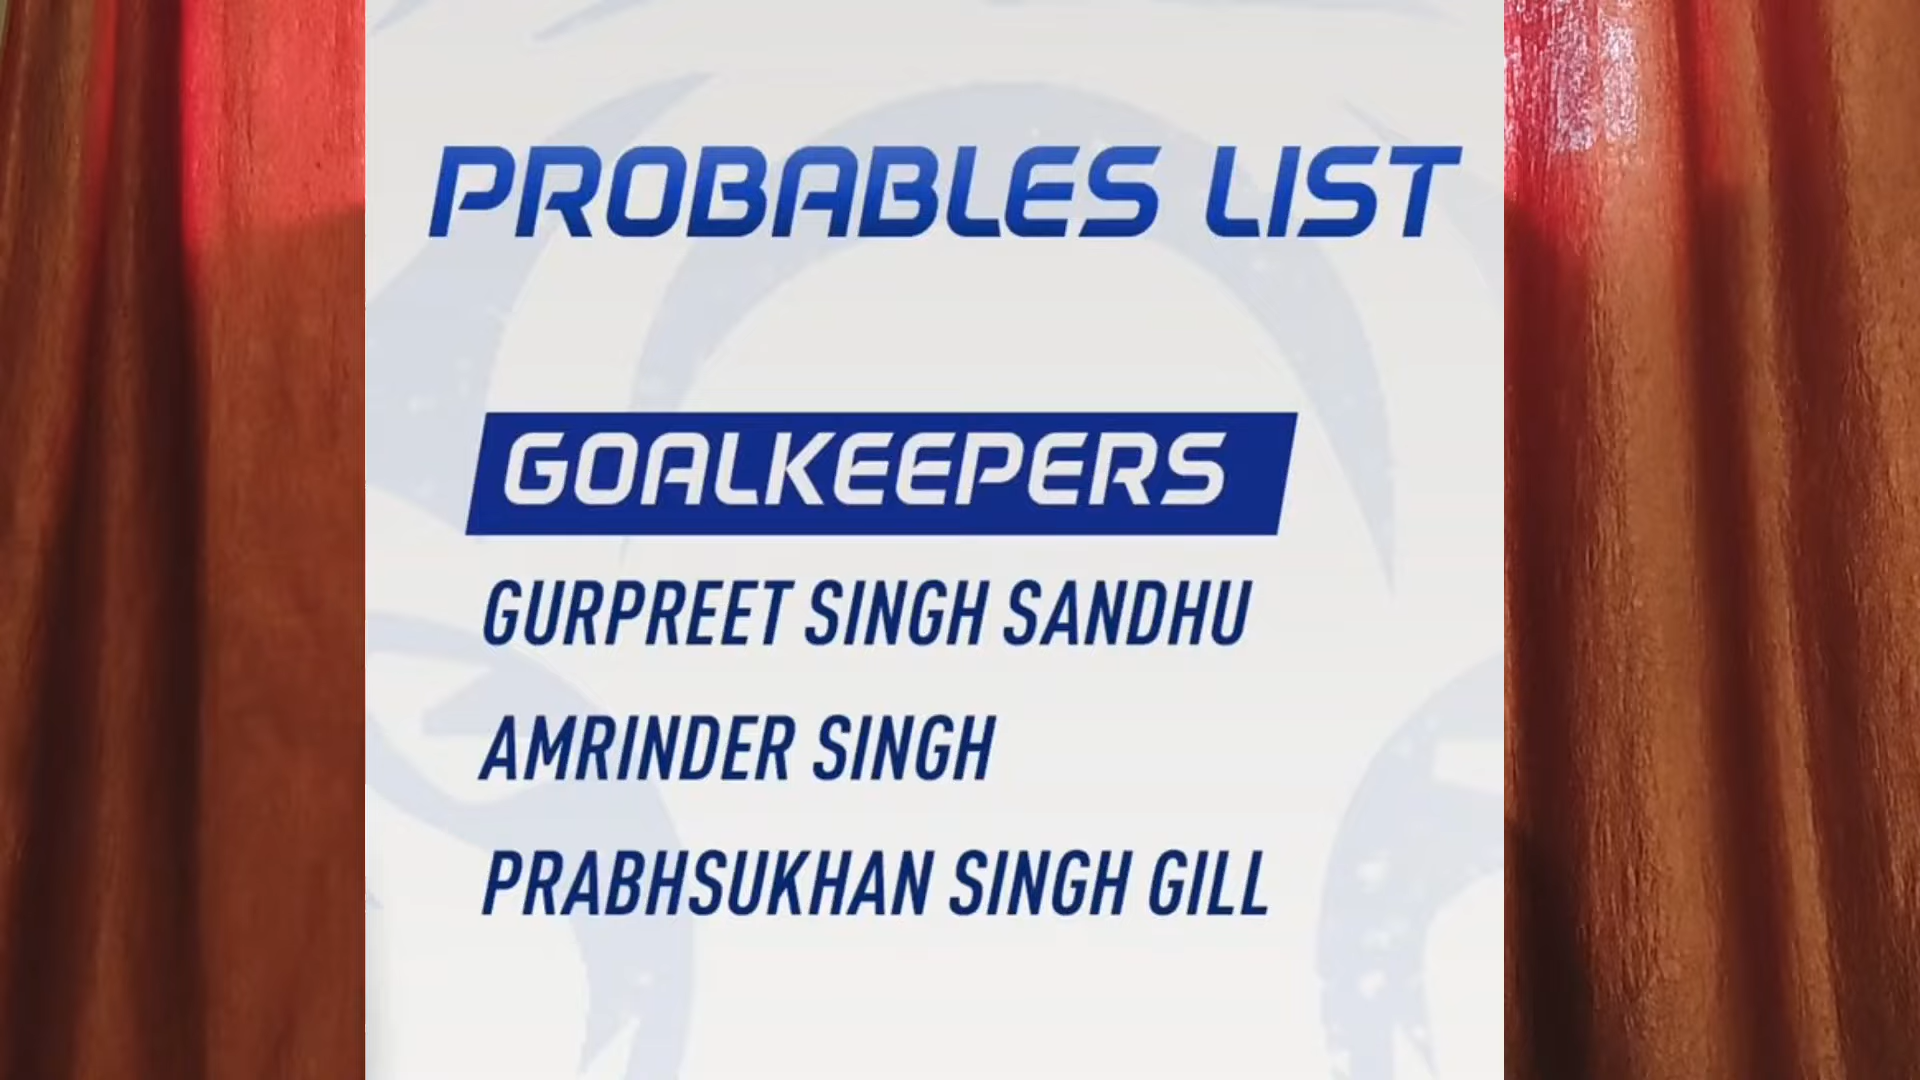 PROBABLES LIST
GOALKEEPERS
GURPREET SINGH SANDHU
AMRINDER SINGH
PRABHSUKHAN SINGH GILL